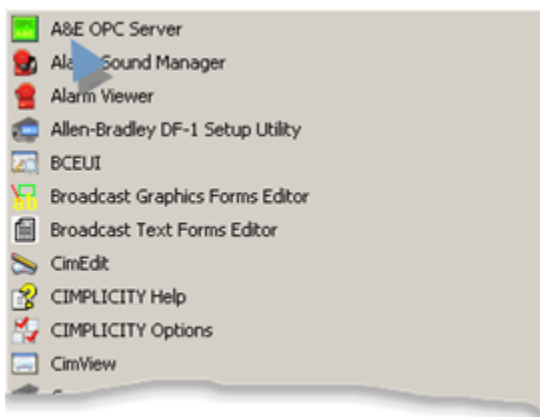 A&E OPC Server
Sound Manager
Alarm Viewer
Allen-Bradley DF-1 Setup Utility
BCEUI
Broadcast Graphics Forms Editor
Broadcast Text Forms Editor
CimEdit
CIMPLICITY Help
CIMPLICITY Options
CimView